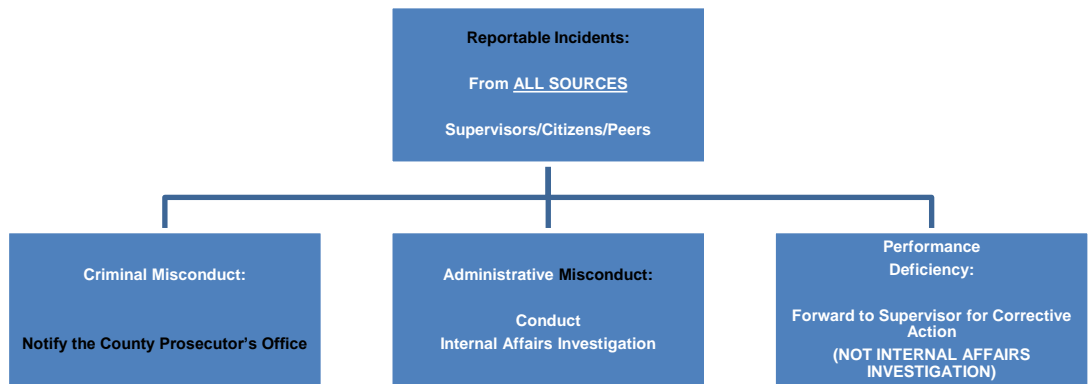 Reportable Incidents:
From ALL SOURCES
Supervisors/Citizens/Peers
Criminal Misconduct:
Notify the County Prosecutor's Office
Administrative Misconduct:
Conduct
Internal Affairs Investigation
Performance
Deficiency:
Forward to Supervisor for Corrective
Action
(NOT INTERNAL AFFAIRS
INVESTIGATION)